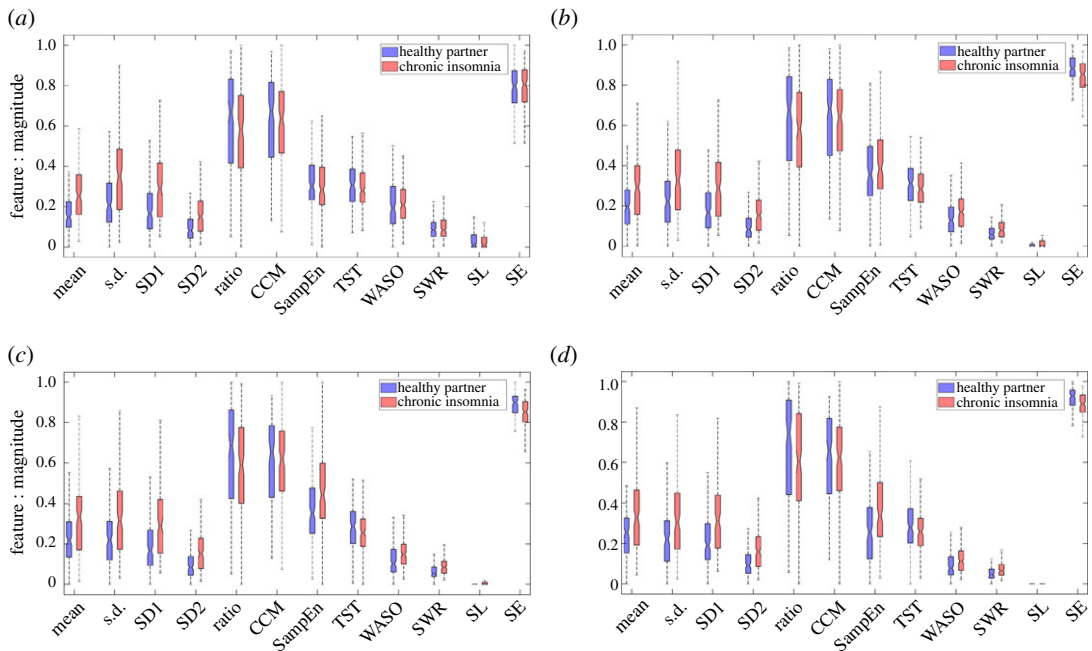 (a)
1.0
0.8
0.6
0.4
0.2
0
feature : magnitude
healthy partner
chronic insomnia
mean
s.d.
SD1
SD2
ratio
CCM
SampEn
TST
WASO
SWR
SL
SE
(b)
1.0
0.8
0.6
0.4
0.2
0
healthy partner
chronic insomnia
mean
s.d.
SD1
SD2
ratio
CCM
SampEn
TST
WASO
SWR
SL
SE
(c)
1.0
0.8
0.6
0.4
0.2
0
feature : magnitude
healthy partner
chronic insomnia
mean
s.d.
SD1
SD2
ratio
CCM
SampEn
TST
WASO
SWR
SL
SE
(d)
1.0
0.8
0.6
0.4
0.2
0
healthy partner
chronic insomnia
mean
s.d.
SD1
SD2
ratio
CCM
SampEn
TST
WASO
SWR
SL
SE